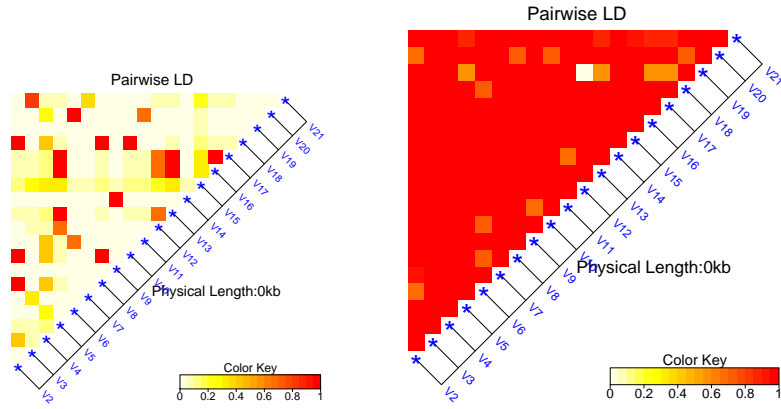 Pairwise LD
V21
V20
V19
V18
V17
V16
V15
V14
V13
V12
V11
V9
V8
V7
V6
V5
V4
V3
V2
Physical Length:0kb
Color Key
0 0.2 0.4 0.6 0.8 1
Pairwise LD
V21
V20
V19
V18
V17
V16
V15
V14
V13
V12
V11
V9
V8
V7
V6
V5
V4
V3
V2
Physical Length:0kb
Color Key
0 0.2 0.4 0.6 0.8 1